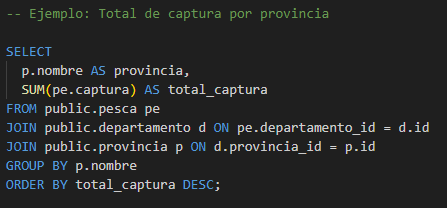 -- Ejemplo: Total de captura por provincia
SELECT
p.nombre AS provincia,
SUM(pe.captura) AS total_captura
FROM public.pesca pe
JOIN public.departamento d ON pe.departamento_id = d.id
JOIN public.provincia p ON d.provincia_id = p.id
GROUP BY p.nombre
ORDER BY total_captura DESC;